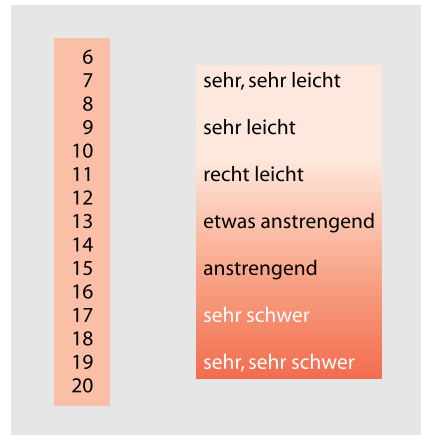 6
7 sehr, sehr leicht
8
9 sehr leicht
10
11 recht leicht
12
13 etwas anstrengend
14
15 anstrengend
16
17 sehr schwer
18
19 sehr, sehr schwer
20